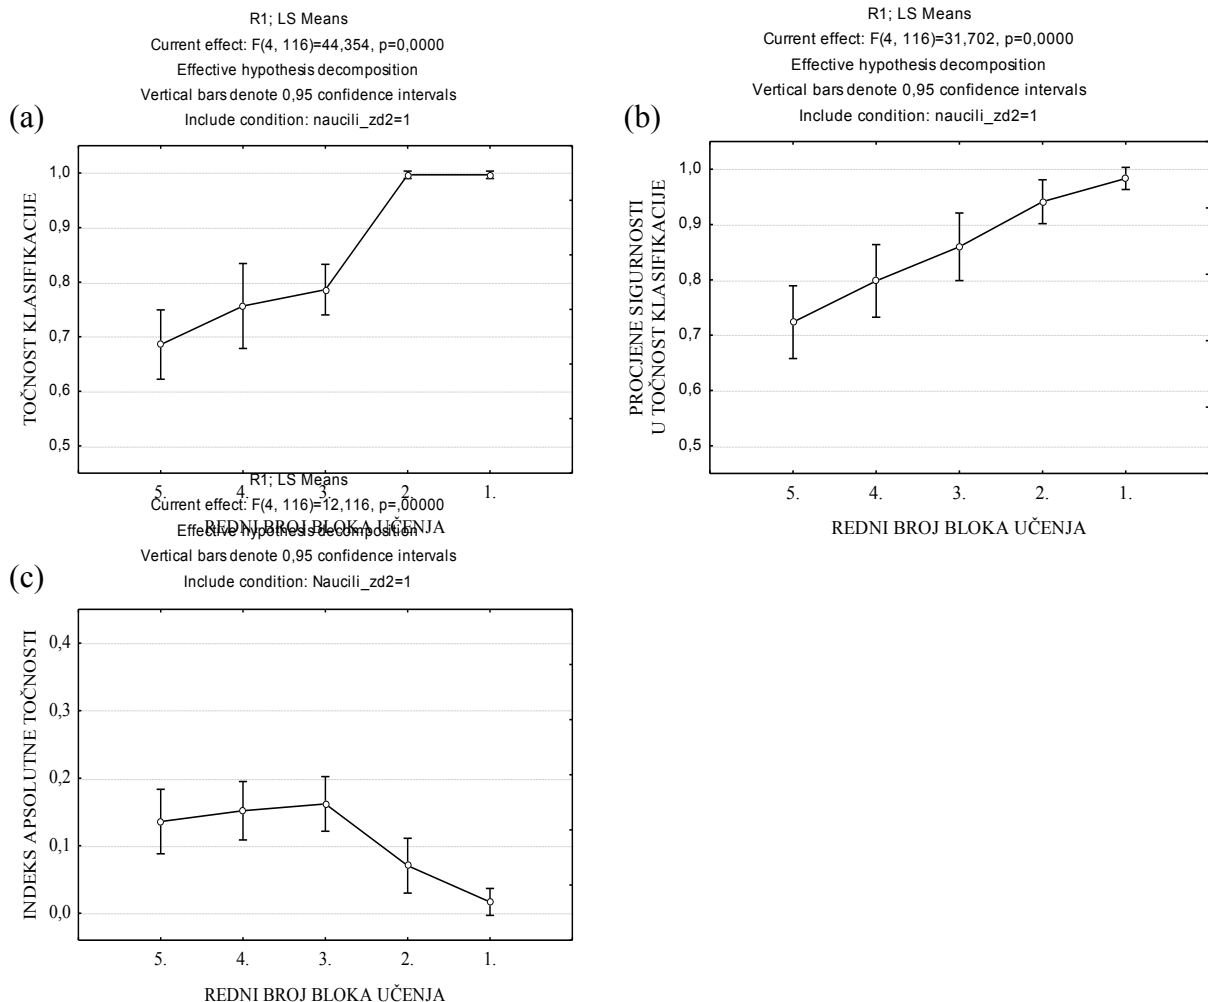 R1; LS Means
Current effect: F(4, 116)=44,354, p=0,0000
Effective hypothesis decomposition
Vertical bars denote 0,95 confidence intervals
Include condition: naucili_zd2=1
(a)
TOČNOST KLASIFIKACIJE
1,0
0,9
0,8
0,7
0,6
0,5
5. 4. 3. 2. 1.
REDNI BROJ BLOKA UČENJA
R1; LS Means
Current effect: F(4, 116)=31,702, p=0,0000
Effective hypothesis decomposition
Vertical bars denote 0,95 confidence intervals
Include condition: naucili_zd2=1
(b)
PROCJENE SIGURNOSTI
U TOČNOST KLASIFIKACIJE
1,0
0,9
0,8
0,7
0,6
0,5
5. 4. 3. 2. 1.
REDNI BROJ BLOKA UČENJA
R1; LS Means
Current effect: F(4, 116)=12,116, p=,00000
Effective hypothesis decomposition
Vertical bars denote 0,95 confidence intervals
Include condition: Naucili_zd2=1
(c)
INDEKS APSOLUTNE TOČNOSTI
0,4
0,3
0,2
0,1
0,0
5. 4. 3. 2. 1.
REDNI BROJ BLOKA UČENJA